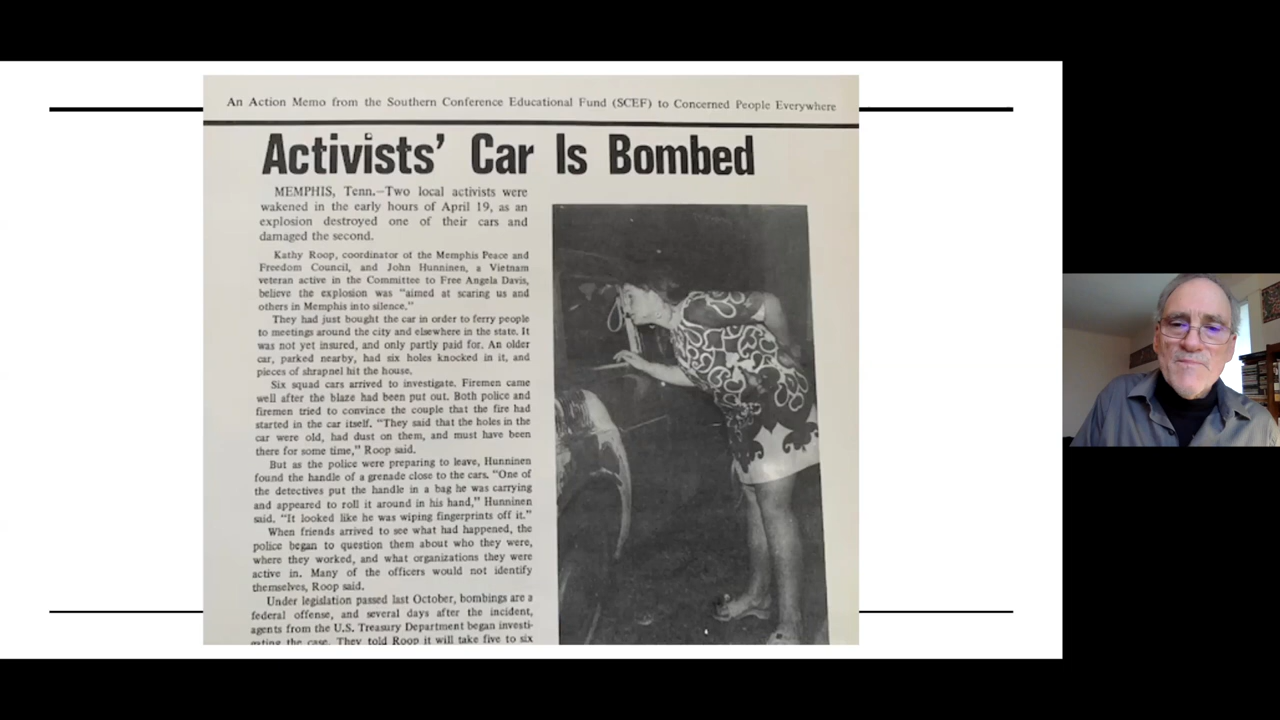 An Action Memo from the Southern Conference Educational Fund (SCEF) to Concerned People Everywhere
Activists' Car Is Bombed
MEMPHIS, Tenn.—Two local activists were
wakened in the early hours of April 19, as an
explosion destroyed one of their cars and
damaged the second.
Kathy Roop, coordinator of the Memphis Peace and
Freedom Council, and John Hunninen, a Vietnam
veteran active in the Committee to Free Angela Davis,
believe the explosion was "aimed at scaring us and
others in Memphis into silence."
They had just bought the car in order to ferry people
to meetings around the city and elsewhere in the state. It
was not yet insured, and only partly paid for. An older
car, parked nearby, had six holes knocked in it, and
pieces of shrapnel hit the house.
Six squad cars arrived to investigate. Firemen came
well after the blaze had been put out. Both police and
firemen tried to convince the couple that the fire had
started in the car itself. "They said that the holes in the
car were old, had dust on them, and must have been
there for some time," Roop said.
But as the police were preparing to leave, Hunninen
found the handle of a grenade close to the cars. "One of
the detectives put the handle in a bag he was carrying
and appeared to roll it around in his hand," Hunninen
said. "It looked like he was wiping fingerprints off it."
When friends arrived to see what had happened, the
police began to question them about who they were,
where they worked, and what organizations they were
active in. Many of the officers would not identify
themselves, Roop said.
Under legislation passed last October, bombings are a
federal offense, and several days after the incident,
agents from the U.S. Treasury Department began investi-
gating the case. They told Roop it will take five to six